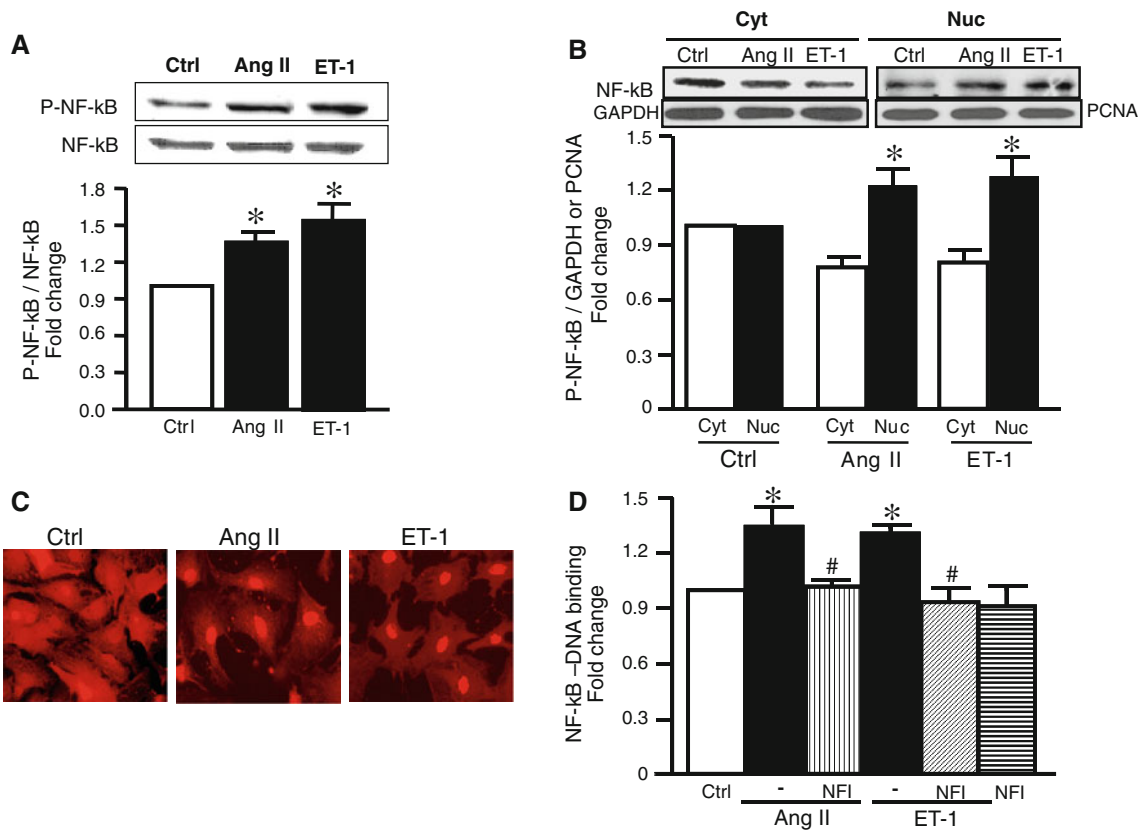 A
Ctrl Ang II ET-1
P-NF-kB
NF-kB
P-NF-kB / NF-kB
Fold change
1.8
1.5
1.2
0.9
0.6
0.3
0.0
* *
Ctrl Ang II ET-1
B
Cyt Nuc
Ctrl Ang II ET-1 Ctrl Ang II ET-1
NF-kB
GAPDH PCNA
P-NF-kB / GAPDH or PCNA
Fold change
1.5
1.2
0.9
0.6
0.3
0
* *
Cyt Nuc Cyt Nuc Cyt Nuc
Ctrl Ang II ET-1
C
Ctrl Ang II ET-1
D
NF-kB –DNA binding
Fold change
1.5
1.2
0.9
0.6
0.3
0
* # * #
Ctrl - NFI - NFI NFI
Ang II ET-1